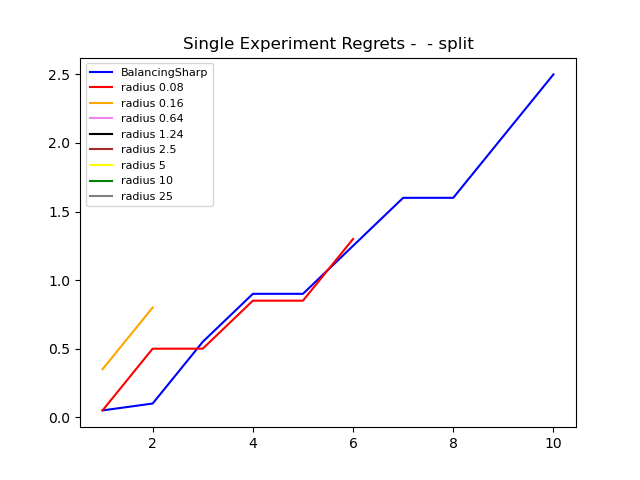 Single Experiment Regrets -  - split
BalancingSharp
radius 0.08
radius 0.16
radius 0.64
radius 1.24
radius 2.5
radius 5
radius 10
radius 25
2.5
2.0
1.5
1.0
0.5
0.0
2 4 6 8 10